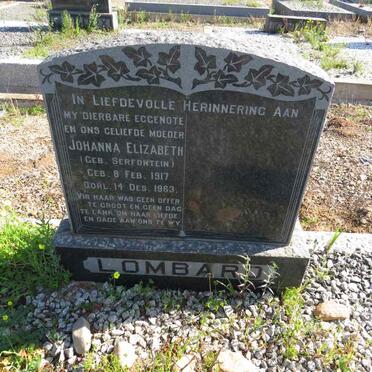 IN LIEFDEVOLLE HERINNERING AAN
MY DIERBARE EGGENOTE
EN ONS GELIEFDE MOEDER
JOHANNA ELIZABETH
(GEB. SERFONTEIN)
GEB. 8 FEB. 1917
OORL. 14 DES. 1983.
VIR HAAR WAS GEEN OFFER
TE GROOT EN GEEN DAG
TE LANK OM HAAR LIEFDE
EN DADE AAN ONS TE WY
LOMBARD